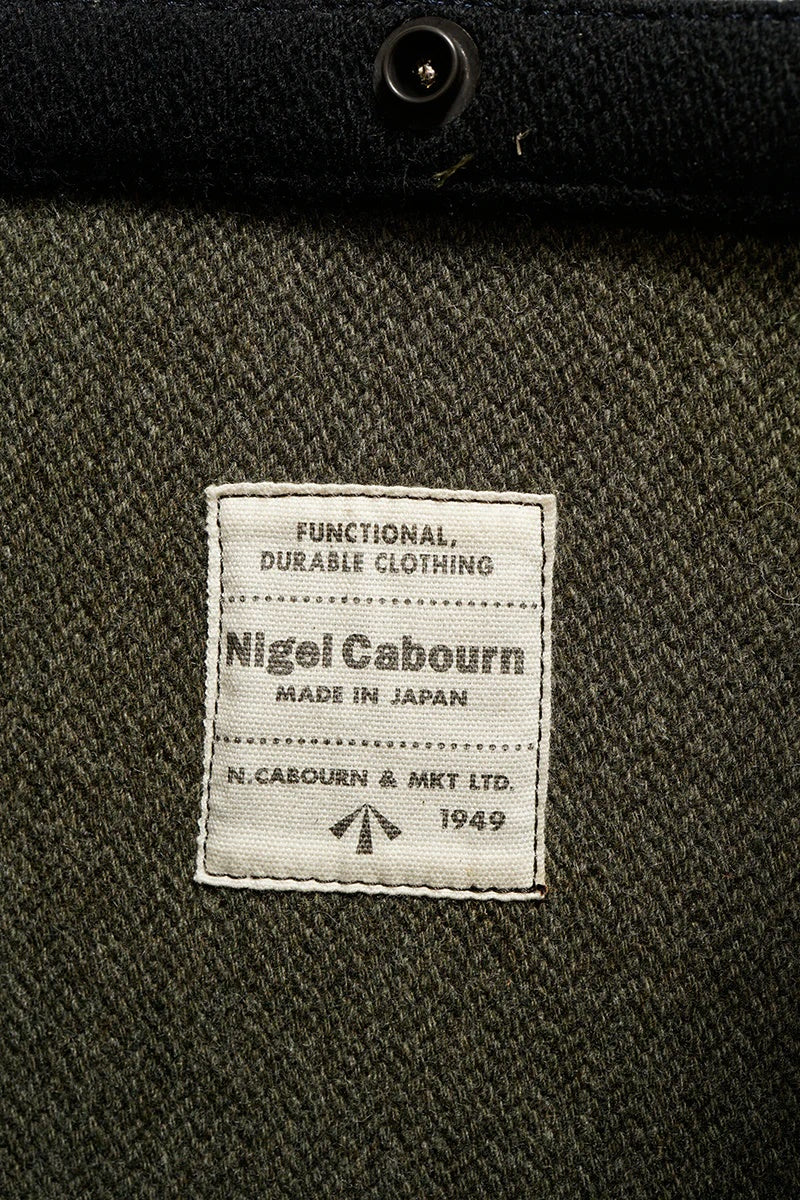 FUNCTIONAL,
DURABLE CLOTHING
Nigel Cabourn
MADE IN JAPAN
N.CABOURN & MKT LTD.
1949